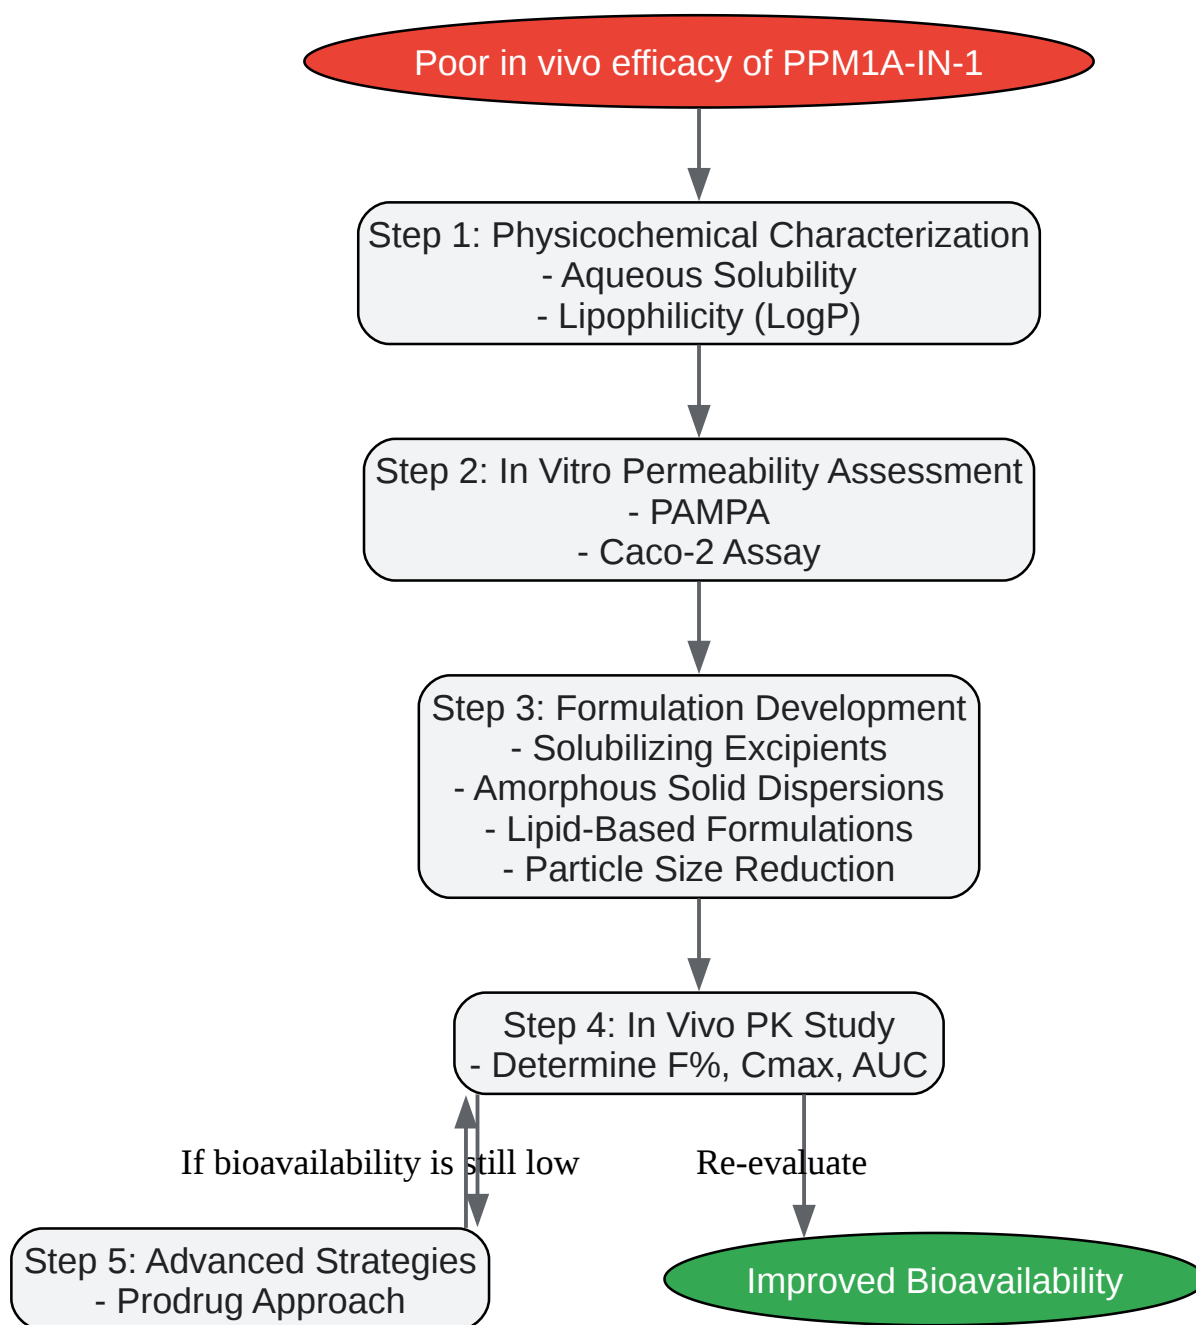 Poor in vivo efficacy of PPM1A-IN-1
Step 1: Physicochemical Characterization
- Aqueous Solubility
- Lipophilicity (LogP)
Step 2: In Vitro Permeability Assessment
- PAMPA
- Caco-2 Assay
Step 3: Formulation Development
- Solubilizing Excipients
- Amorphous Solid Dispersions
- Lipid-Based Formulations
- Particle Size Reduction
Step 4: In Vivo PK Study
- Determine F%, Cmax, AUC
If bioavailability is still low
Re-evaluate
Step 5: Advanced Strategies
- Prodrug Approach
Improved Bioavailability